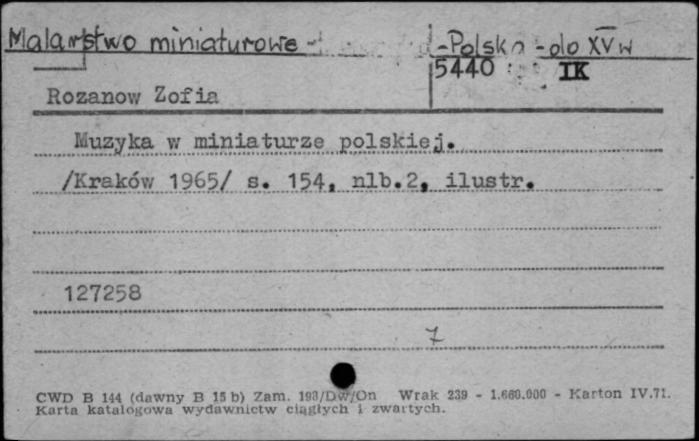 Malarstwo miniaturowe - - Polska - do XV w
5440 IK
Rozanow Zofia
Muzyka w miniaturze polskiej.
/Kraków 1965/ s. 154, nlb.2, ilustr.
127258
7
CWD B 144 (dawny B 15 b) Zam. 193/Dw/On Wrak 239 - 1.660.000 - Karton IV.71.
Karta katalogowa wydawnictw ciągłych i zwartych.